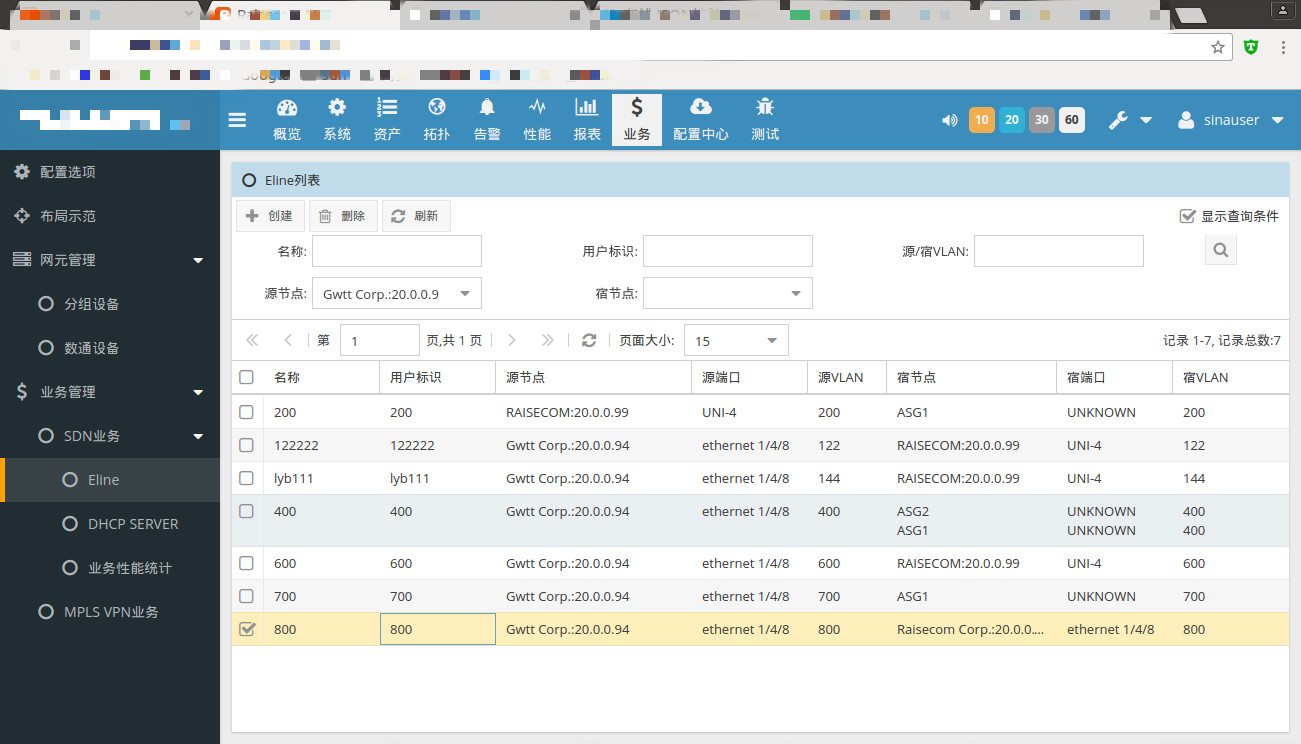 概览 系统 资产 拓扑 告警 性能 报表 业务 配置中心 测试
10 20 30 60
sinauser
配置选项
布局示范
网元管理
分组设备
数通设备
业务管理
SDN业务
Eline
DHCP SERVER
业务性能统计
MPLS VPN业务
Eline列表
创建 删除 刷新 显示查询条件
名称: 用户标识: 源/宿VLAN:
源节点: Gwtt Corp.:20.0.0.9 宿节点:
第 1 页,共 1 页 页面大小: 15 记录 1-7, 记录总数:7
名称 用户标识 源节点 源端口 源VLAN 宿节点 宿端口 宿VLAN
200 200 RAISECOM:20.0.0.99 UNI-4 200 ASG1 UNKNOWN 200
122222 122222 Gwtt Corp.:20.0.0.94 ethernet 1/4/8 122 RAISECOM:20.0.0.99 UNI-4 122
lyb111 lyb111 Gwtt Corp.:20.0.0.94 ethernet 1/4/8 144 RAISECOM:20.0.0.99 UNI-4 144
400 400 Gwtt Corp.:20.0.0.94 ethernet 1/4/8 400 ASG2 UNKNOWN 400
ASG1 UNKNOWN 400
600 600 Gwtt Corp.:20.0.0.94 ethernet 1/4/8 600 RAISECOM:20.0.0.99 UNI-4 600
700 700 Gwtt Corp.:20.0.0.94 ethernet 1/4/8 700 ASG1 UNKNOWN 700
800 800 Gwtt Corp.:20.0.0.94 ethernet 1/4/8 800 Raisecom Corp.:20.0.0.... ethernet 1/4/8 800